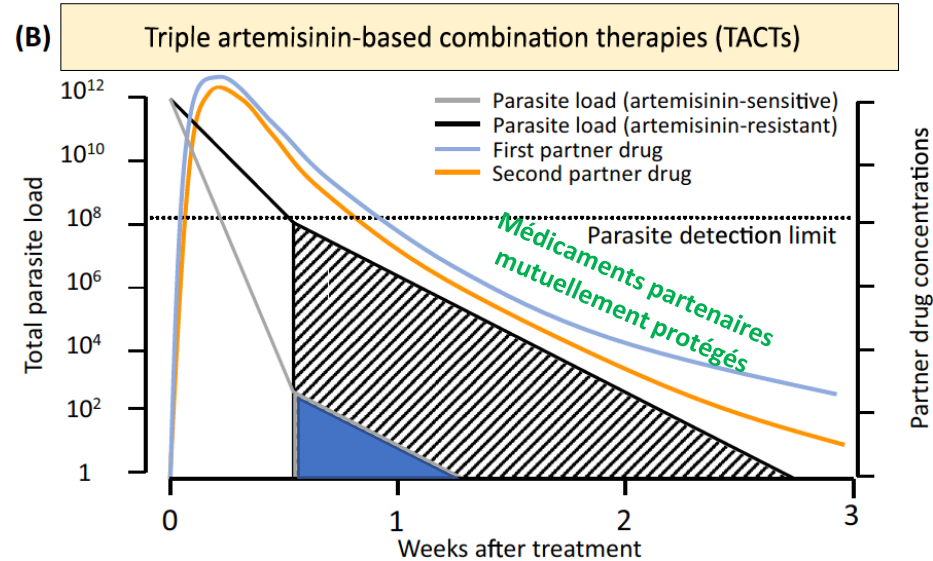 (B)
Triple artemisinin-based combination therapies (TACTs)
Parasite load (artemisinin-sensitive)
Parasite load (artemisinin-resistant)
First partner drug
Second partner drug
Total parasite load
10¹²
10¹⁰
10⁸
10⁶
10⁴
10²
1
Parasite detection limit
Médicaments partenaires
mutuellement protégés
Partner drug concentrations
0
1
2
3
Weeks after treatment